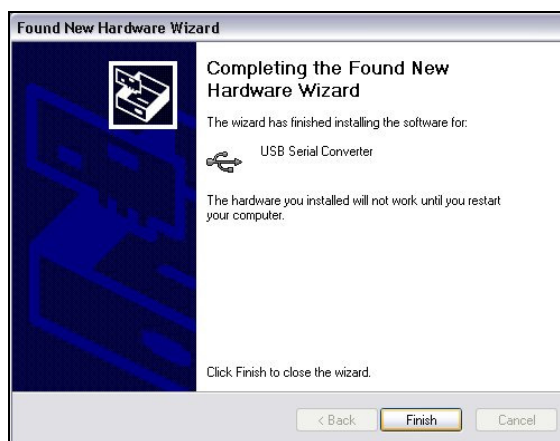 Found New Hardware Wizard
Completing the Found New
Hardware Wizard
The wizard has finished installing the software for:
USB Serial Converter
The hardware you installed will not work until you restart
your computer.
Click Finish to close the wizard.
< Back Finish Cancel